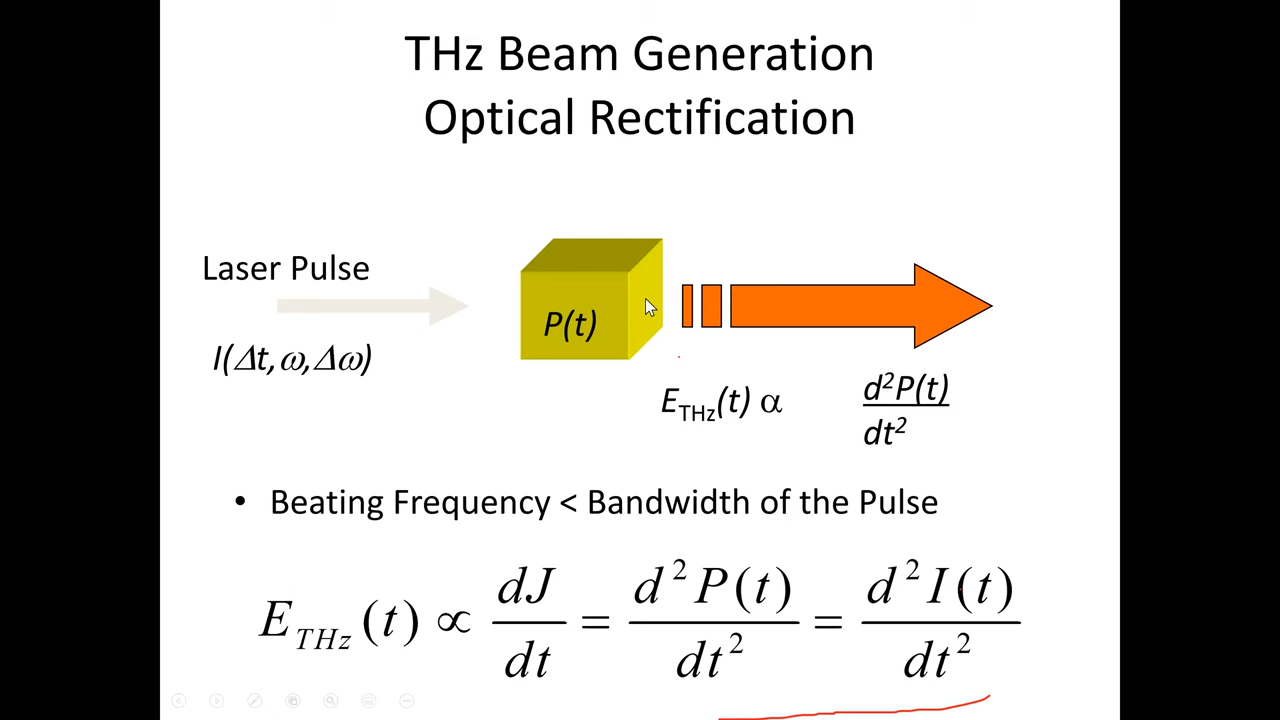 THz Beam Generation
Optical Rectification
Laser Pulse
I(Δt,ω,Δω)
P(t)
E_THz(t) α d²P(t)/dt²
• Beating Frequency < Bandwidth of the Pulse
E_THz(t) ∝ dJ/dt = d²P(t)/dt² = d²I(t)/dt²